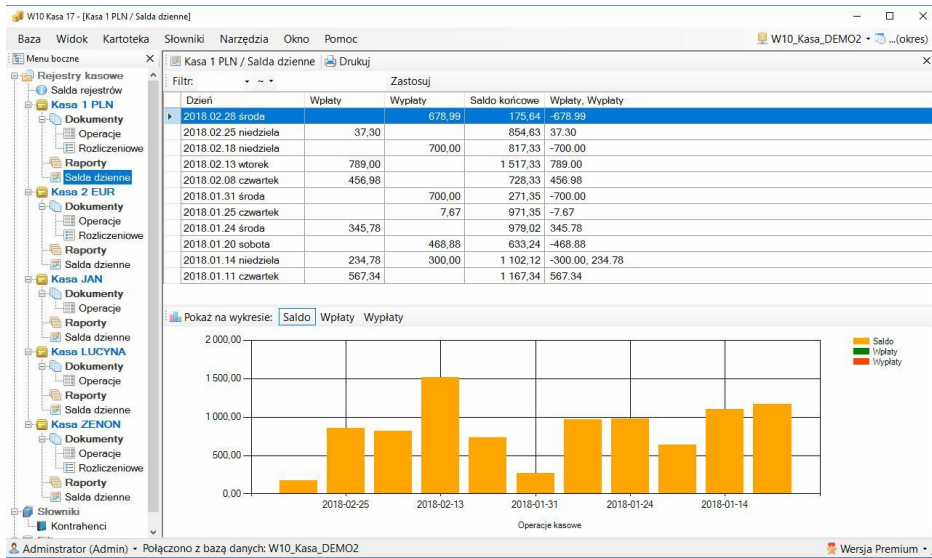 W10 Kasa 17 - [Kasa 1 PLN / Salda dzienne]
Baza Widok Kartoteka Słowniki Narzędzia Okno Pomoc W10_Kasa_DEMO2 ...(okres)
Menu boczne
Rejestry kasowe
Salda rejestrów
Kasa 1 PLN
Dokumenty
Operacje
Rozliczeniowe
Raporty
Salda dzienne
Kasa 2 EUR
Dokumenty
Operacje
Rozliczeniowe
Raporty
Salda dzienne
Kasa JAN
Dokumenty
Operacje
Raporty
Salda dzienne
Kasa LUCYNA
Dokumenty
Operacje
Raporty
Salda dzienne
Kasa ZENON
Dokumenty
Operacje
Rozliczeniowe
Raporty
Salda dzienne
Słowniki
Kontrahenci
Kasa 1 PLN / Salda dzienne Drukuj
Filtr: ~ Zastosuj
Dzień Wpłaty Wypłaty Saldo końcowe Wpłaty, Wypłaty
2018.02.28 środa 678,99 175,64 -678.99
2018.02.25 niedziela 37,30 854,63 37.30
2018.02.18 niedziela 700,00 817,33 -700.00
2018.02.13 wtorek 789,00 1 517,33 789.00
2018.02.08 czwartek 456,98 728,33 456.98
2018.01.31 środa 700,00 271,35 -700.00
2018.01.25 czwartek 7,67 971,35 -7.67
2018.01.24 środa 345,78 979,02 345.78
2018.01.20 sobota 468,88 633,24 -468.88
2018.01.14 niedziela 234,78 300,00 1 102,12 -300.00, 234.78
2018.01.11 czwartek 567,34 1 167,34 567.34
Pokaż na wykresie: Saldo Wpłaty Wypłaty
2 000,00
1 500,00
1 000,00
500,00
0,00
2018-02-25 2018-02-13 2018-01-31 2018-01-24 2018-01-14
Operacje kasowe
Saldo
Wpłaty
Wypłaty
Adminstrator (Admin) Połączono z bazą danych: W10_Kasa_DEMO2 Wersja Premium